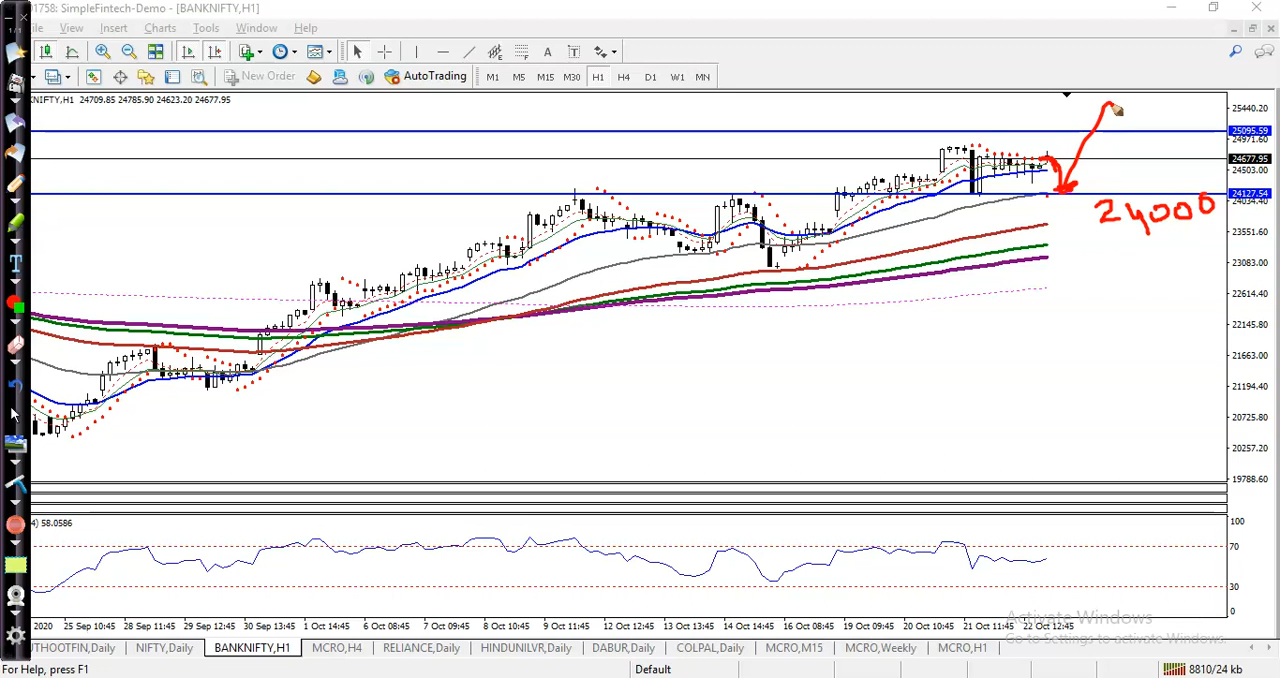 01758: SimpleFintech-Demo - [BANKNIFTY,H1]
1/1
ile View Insert Charts Tools Window Help
New Order AutoTrading M1 M5 M15 M30 H1 H4 D1 W1 MN
KNIFTY,H1 24709.85 24785.90 24623.20 24677.95
25440.20
25095.59
24971.60
24677.95
24503.00
24127.54
24034.40
24000
23551.60
23083.00
22614.40
22145.80
21663.00
21194.40
20725.80
20257.20
19788.60
4) 58.0586
100
70
30
0
Activate Windows
Go to Settings to activate Windows.
2020 25 Sep 10:45 28 Sep 11:45 29 Sep 12:45 30 Sep 13:45 1 Oct 14:45 6 Oct 08:45 7 Oct 09:45 8 Oct 10:45 9 Oct 11:45 12 Oct 12:45 13 Oct 13:45 14 Oct 14:45 16 Oct 08:45 19 Oct 09:45 20 Oct 10:45 21 Oct 11:45 22 Oct 12:45
UTHOOTFIN,Daily NIFTY,Daily BANKNIFTY,H1 MCRO,H4 RELIANCE,Daily HINDUNILVR,Daily DABUR,Daily COLPAL,Daily MCRO,M15 MCRO,Weekly MCRO,H1
For Help, press F1 Default 8810/24 kb